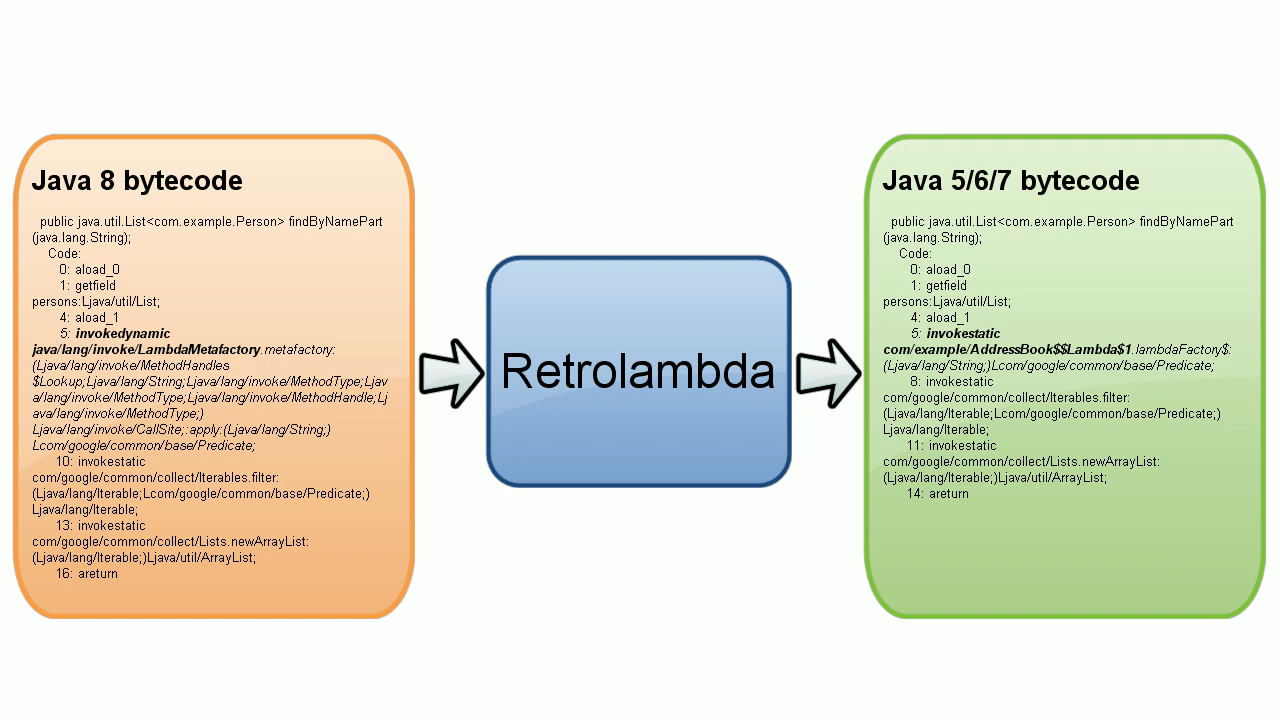 Java 8 bytecode
public java.util.List<com.example.Person> findByNamePart
(java.lang.String);
Code:
0: aload_0
1: getfield
persons:Ljava/util/List;
4: aload_1
5: invokedynamic
java/lang/invoke/LambdaMetafactory.metafactory:
(Ljava/lang/invoke/MethodHandles
$Lookup;Ljava/lang/String;Ljava/lang/invoke/MethodType;Ljav
a/lang/invoke/MethodType;Ljava/lang/invoke/MethodHandle;Lj
ava/lang/invoke/MethodType;)
Ljava/lang/invoke/CallSite;:apply:(Ljava/lang/String;)
Lcom/google/common/base/Predicate;
10: invokestatic
com/google/common/collect/Iterables.filter:
(Ljava/lang/Iterable;Lcom/google/common/base/Predicate;)
Ljava/lang/Iterable;
13: invokestatic
com/google/common/collect/Lists.newArrayList:
(Ljava/lang/Iterable;)Ljava/util/ArrayList;
16: areturn
Retrolambda
Java 5/6/7 bytecode
public java.util.List<com.example.Person> findByNamePart
(java.lang.String);
Code:
0: aload_0
1: getfield
persons:Ljava/util/List;
4: aload_1
5: invokestatic
com/example/AddressBook$$Lambda$1.lambdaFactory$:
(Ljava/lang/String;)Lcom/google/common/base/Predicate;
8: invokestatic
com/google/common/collect/Iterables.filter:
(Ljava/lang/Iterable;Lcom/google/common/base/Predicate;)
Ljava/lang/Iterable;
11: invokestatic
com/google/common/collect/Lists.newArrayList:
(Ljava/lang/Iterable;)Ljava/util/ArrayList;
14: areturn